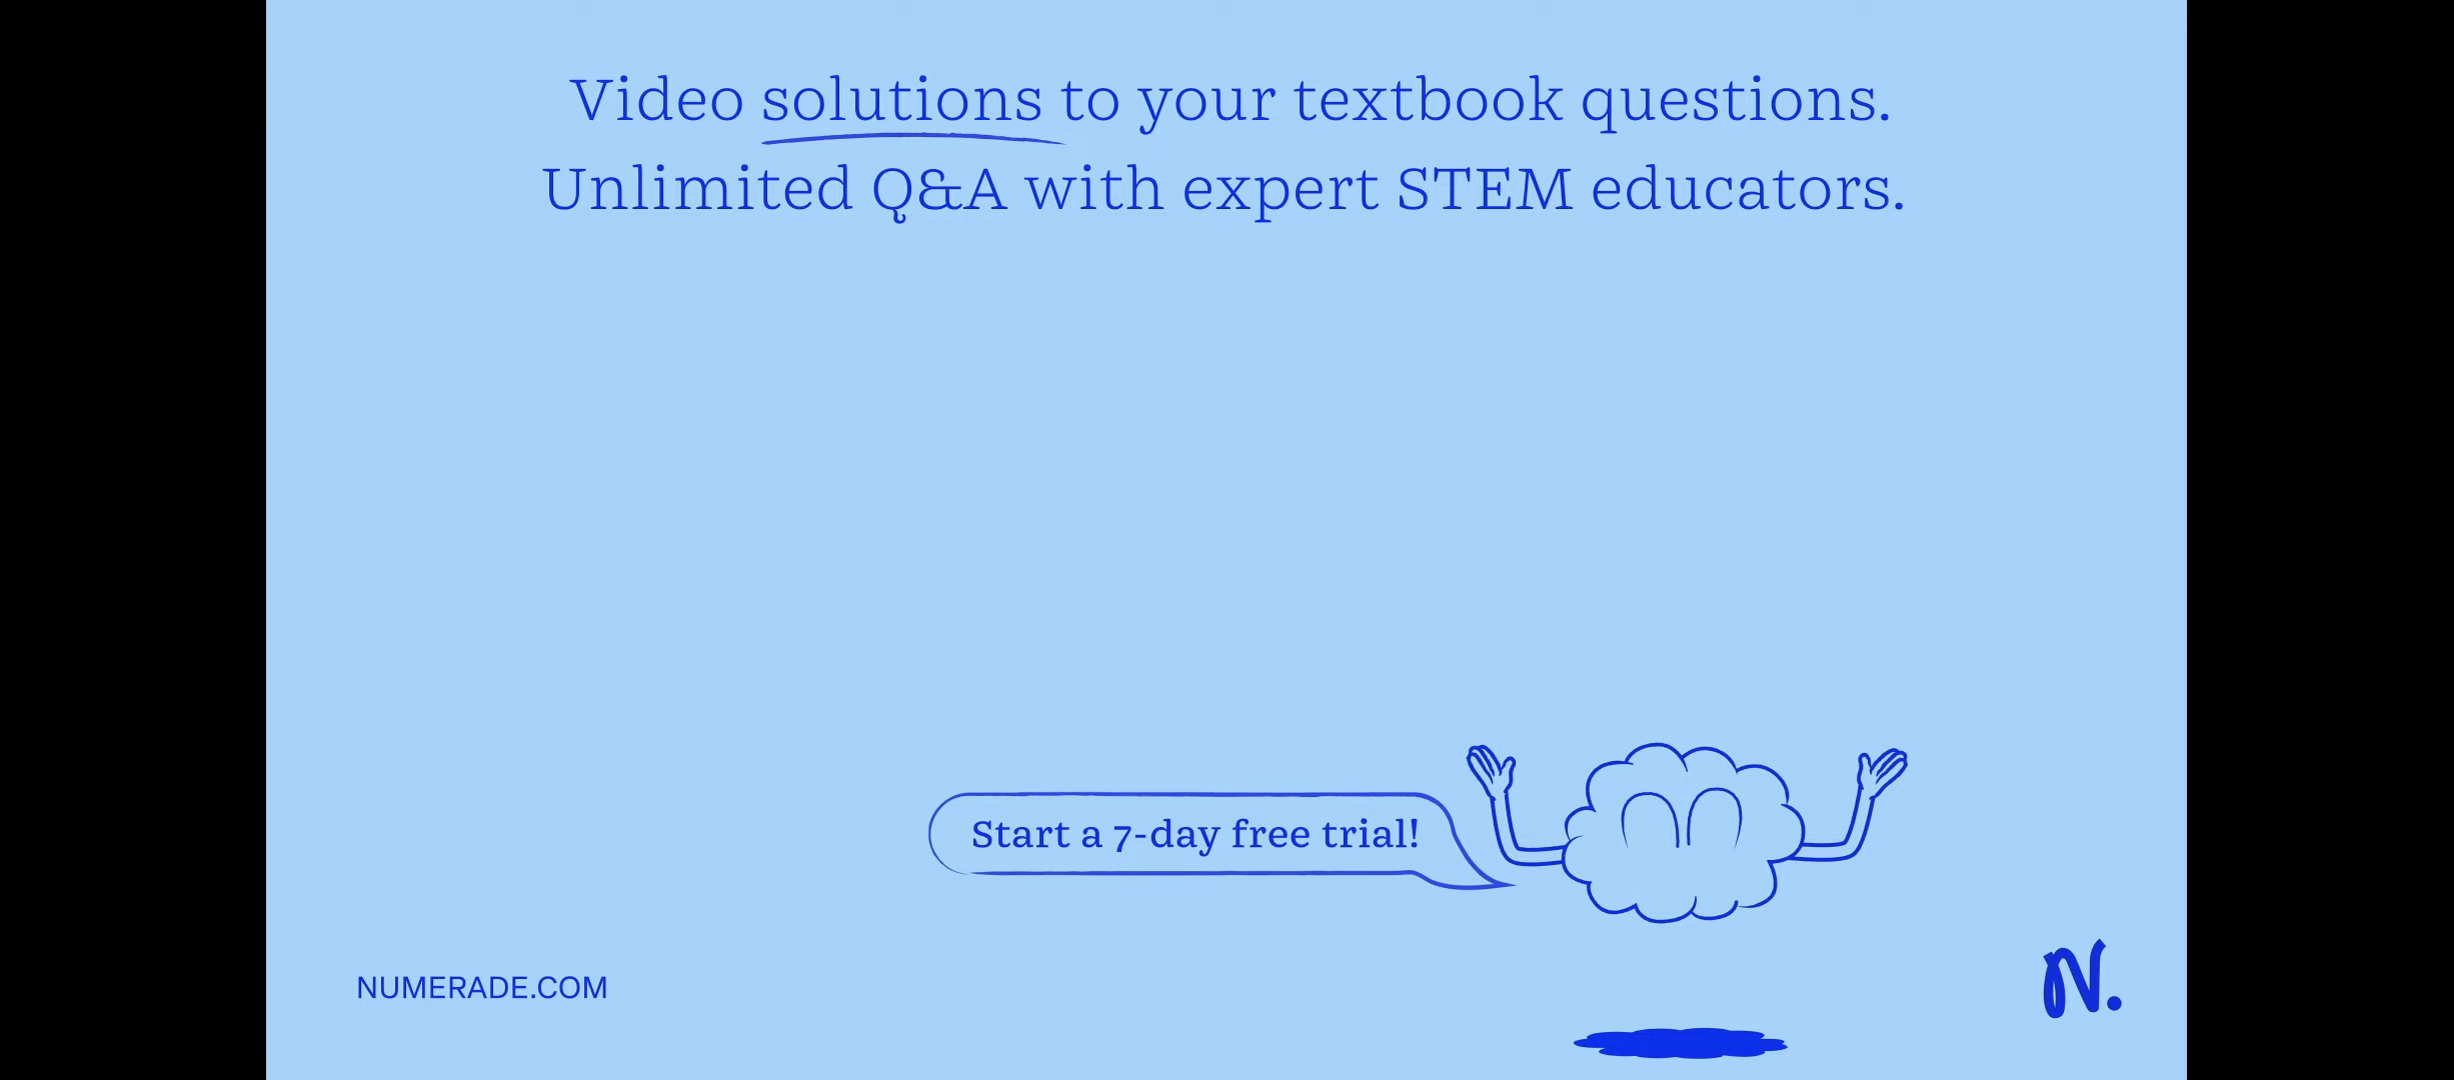 Video solutions to your textbook questions.
Unlimited Q&A with expert STEM educators.
Start a 7-day free trial!
NUMERADE.COM
N.